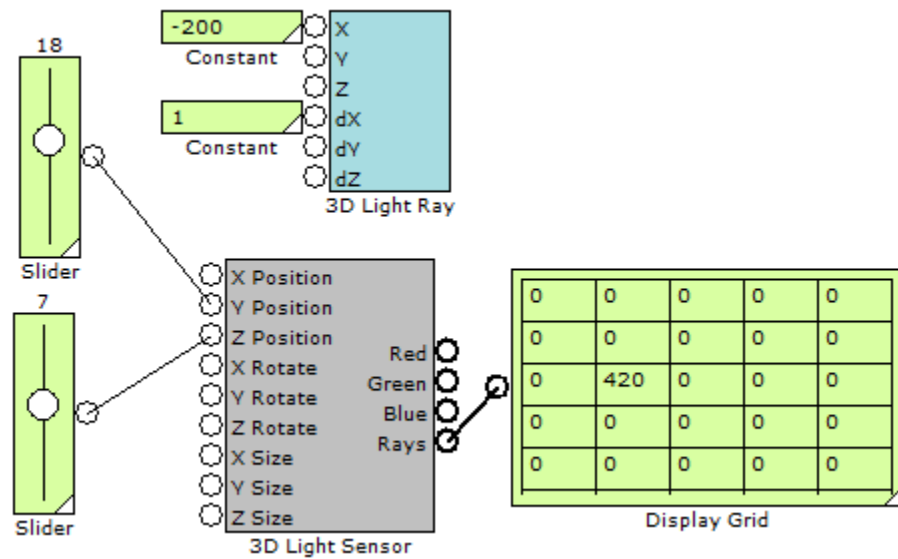 -200
Constant
1
Constant
X
Y
Z
dX
dY
dZ
3D Light Ray
18
Slider
7
Slider
X Position
Y Position
Z Position
X Rotate
Y Rotate
Z Rotate
X Size
Y Size
Z Size
Red
Green
Blue
Rays
3D Light Sensor
0 0 0 0 0
0 0 0 0 0
0 420 0 0 0
0 0 0 0 0
0 0 0 0 0
Display Grid